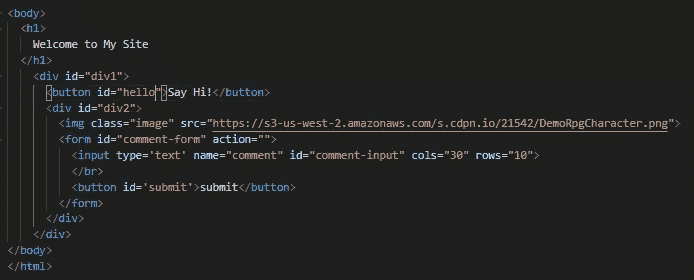 <body>
<h1>
Welcome to My Site
</h1>
<div id="div1">
<button id="hello">Say Hi!</button>
<div id="div2">
<img class="image" src="https://s3-us-west-2.amazonaws.com/s.cdpn.io/21542/DemoRpgCharacter.png">
<form id="comment-form" action="">
<input type='text' name="comment" id="comment-input" cols="30" rows="10">
</br>
<button id='submit'>submit</button>
</form>
</div>
</div>
</body>
</html>